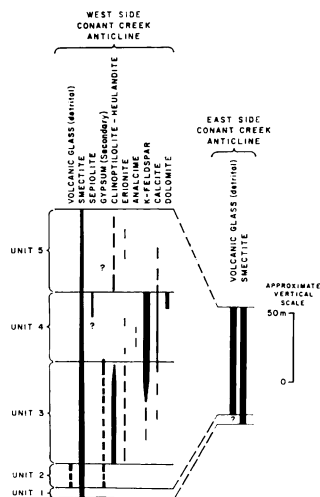 WEST SIDE
CONANT CREEK
ANTICLINE
VOLCANIC GLASS (detrital)
SMECTITE
SEPIOLITE
GYPSUM (Secondary)
CLINOPTILOLITE - HEULANDITE
ERIONITE
ANALCIME
K-FELDSPAR
CALCITE
DOLOMITE
EAST SIDE
CONANT CREEK
ANTICLINE
VOLCANIC GLASS (detrital)
SMECTITE
UNIT 5
?
APPROXIMATE
VERTICAL
SCALE
50 m
0
UNIT 4
?
UNIT 3
?
UNIT 2
UNIT 1